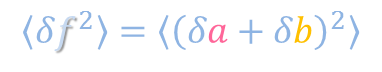 ⟨δf²⟩ = ⟨(δa + δb)²⟩